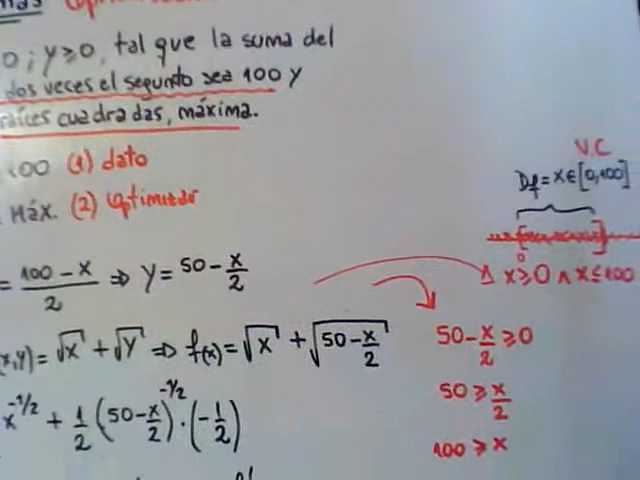 0; y≥0, tal que la suma del
dos veces el segundo sea 100 y
raíces cuadradas, máxima.
100 (1) dato
Máx. (2) Optimizar
= 100-x/2 ⇒ y = 50 - x/2
(x,y) = √x + √y ⇒ f(x) = √x + √(50 - x/2)
x^(-1/2) + 1/2 (50 - x/2)^(-1/2) · (-1/2)
V.C
Df = x ∈ [0,100]
0
∧ x≥0 ∧ x≤100
50 - x/2 ≥ 0
50 ≥ x/2
100 ≥ x